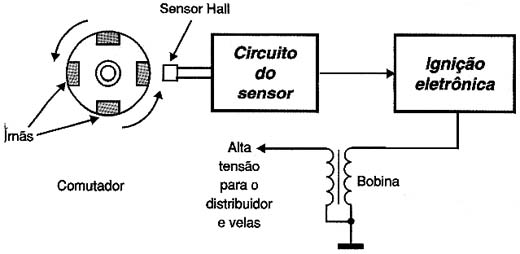 Sensor Hall
Circuito
do
sensor
Ignição
eletrônica
Ímãs
Comutador
Alta
tensão
para o
distribuidor
e velas
Bobina